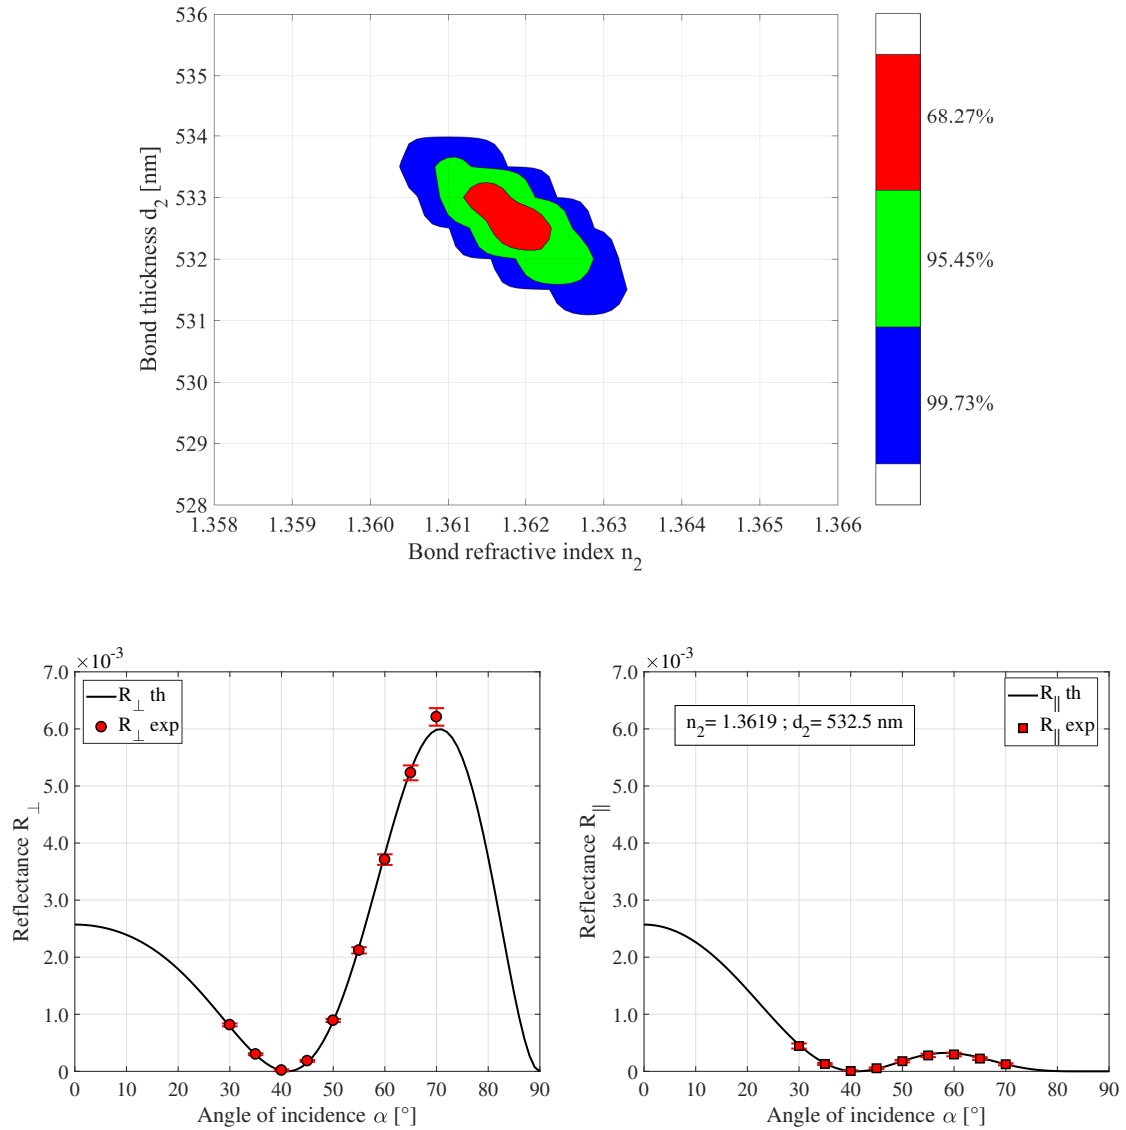 536
535
534
533
532
531
530
529
528
Bond thickness d2 [nm]
1.358 1.359 1.360 1.361 1.362 1.363 1.364 1.365 1.366
Bond refractive index n2
68.27%
95.45%
99.73%
×10-3
7.0
6.0
5.0
4.0
3.0
2.0
1.0
0
Reflectance R⊥
R⊥ th
R⊥ exp
0 10 20 30 40 50 60 70 80 90
Angle of incidence α [°]
×10-3
7.0
6.0
5.0
4.0
3.0
2.0
1.0
0
Reflectance R||
n2= 1.3619 ; d2= 532.5 nm
R|| th
R|| exp
0 10 20 30 40 50 60 70 80 90
Angle of incidence α [°]